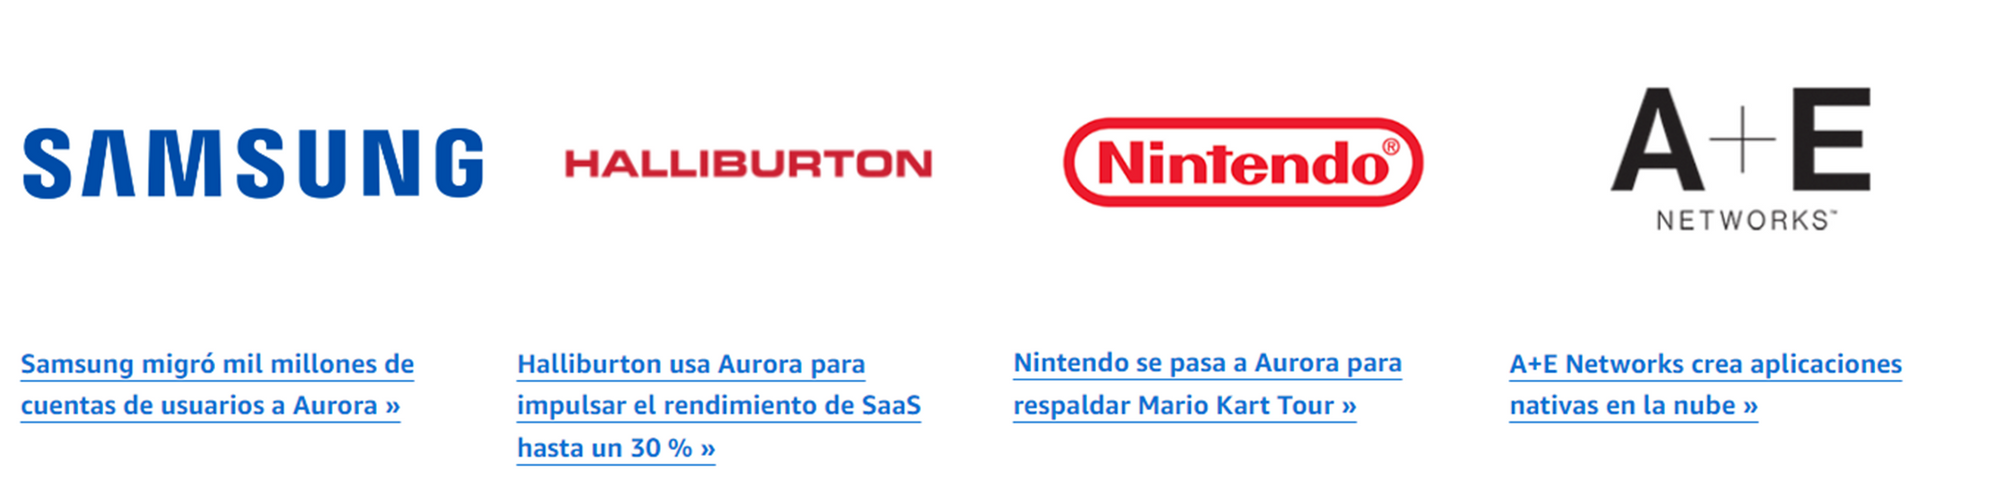 SAMSUNG
HALLIBURTON
Nintendo®
A+E
NETWORKS™
Samsung migró mil millones de
cuentas de usuarios a Aurora »
Halliburton usa Aurora para
impulsar el rendimiento de SaaS
hasta un 30 % »
Nintendo se pasa a Aurora para
respaldar Mario Kart Tour »
A+E Networks crea aplicaciones
nativas en la nube »